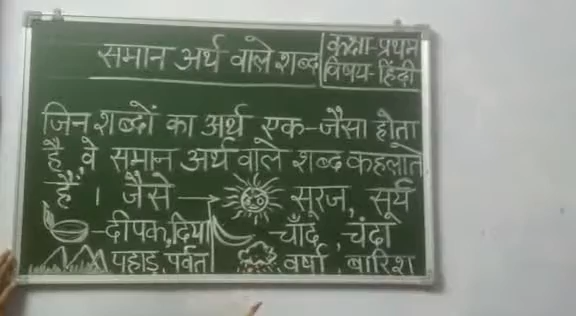 समान अर्थ वाले शब्द
कक्षा-प्रथम
विषय-हिंदी
जिन शब्दों का अर्थ एक-जैसा होता
है, वे समान अर्थ वाले शब्द कहलाते
हैं। जैसे → सूरज, सूर्य
-दीपक,दिया -चाँद, चंदा
पहाड़,पर्वत वर्षा, बारिश